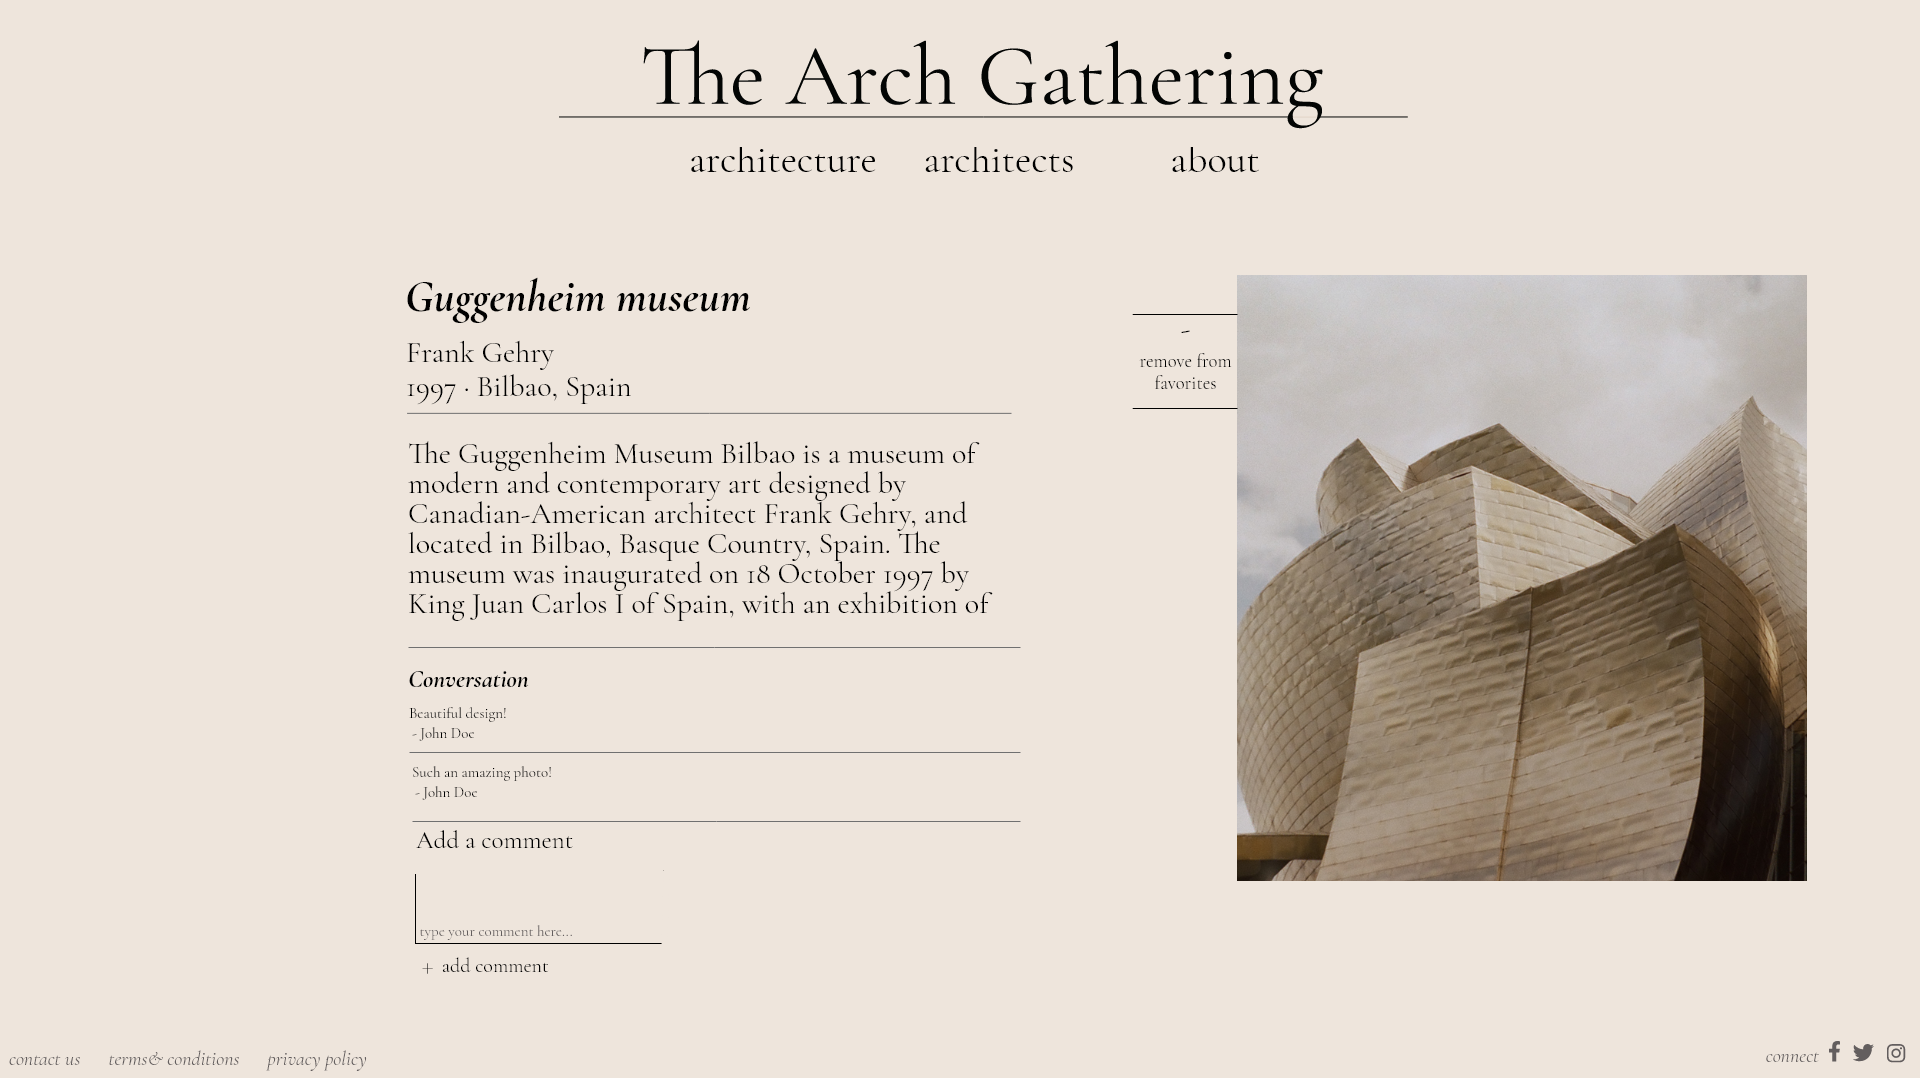 The Arch Gathering
architecture architects about
Guggenheim museum
Frank Gehry
1997 · Bilbao, Spain
- remove from
favorites
The Guggenheim Museum Bilbao is a museum of
modern and contemporary art designed by
Canadian-American architect Frank Gehry, and
located in Bilbao, Basque Country, Spain. The
museum was inaugurated on 18 October 1997 by
King Juan Carlos I of Spain, with an exhibition of
Conversation
Beautiful design!
- John Doe
Such an amazing photo!
- John Doe
Add a comment
type your comment here...
+ add comment
contact us terms& conditions privacy policy
connect